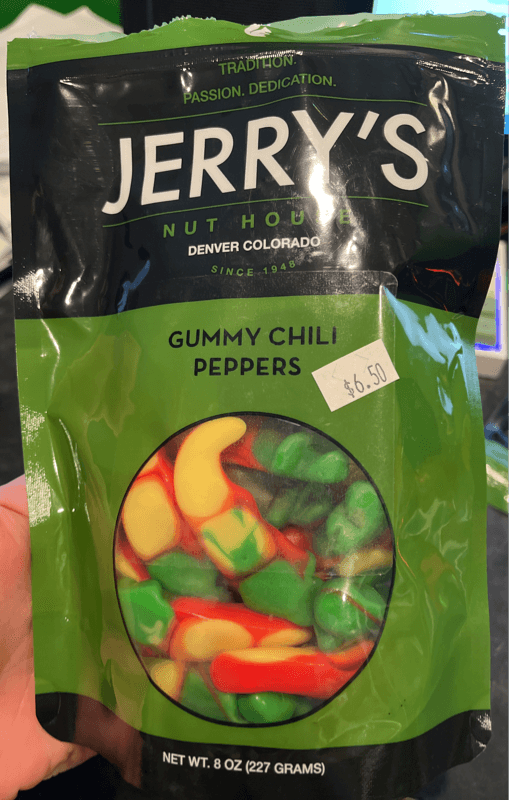 TRADITION.
PASSION. DEDICATION.
JERRY'S
NUT HOUSE
DENVER COLORADO
SINCE 1948
GUMMY CHILI
PEPPERS
$6.50
NET WT. 8 OZ (227 GRAMS)